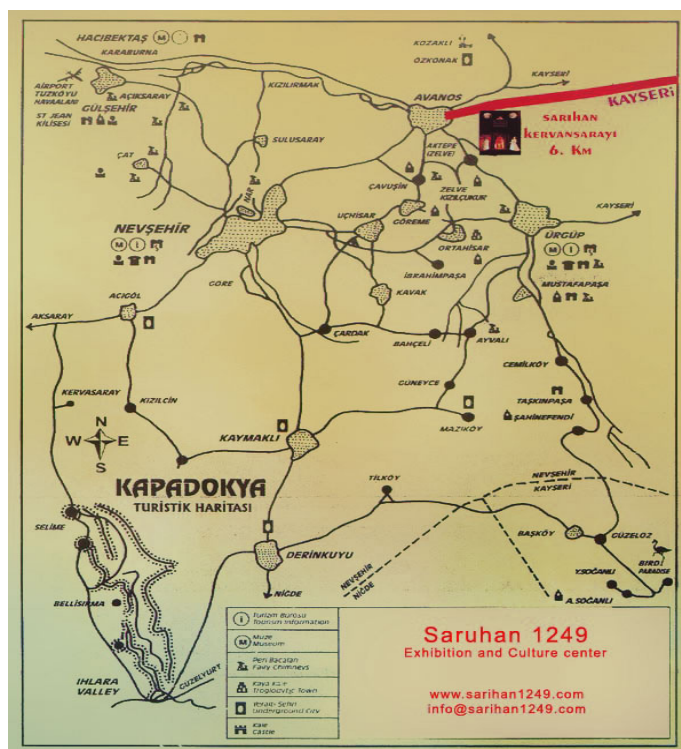 HACIBEKTAŞ
KARABURNA
KOZAKLI
ÖZKONAK
AIRPORT
TUZKÖYÜ
HAVAALANI
AÇIKSARAY
GÜLŞEHİR
ST JEAN
KİLİSESİ
KIZILIRMAK
KAYSERİ
AVANOS
KAYSERİ
SARIHAN
KERVANSARAYI
6. KM
SULUSARAY
AKTEPE
(ZELVE)
ÇAT
ÇAVUŞİN
ZELVE
KIZILÇUKUR
NAR
UÇHİSAR
GÖREME
KAYSERİ
NEVŞEHİR
M i
ORTAHİSAR
ÜRGÜP
M i
İBRAHİMPAŞA
MUSTAFAPAŞA
GÖRE
KAVAK
ACIGÖL
AKSARAY
ÇARDAK
BAHÇELİ
AYVALI
CEMİLKÖY
GÜNEYCE
KERVASARAY
KIZILCIN
TAŞKINPAŞA
ŞAHİNEFENDİ
MAZIKÖY
KAYMAKLI
N
W E
S
KAPADOKYA
TURİSTİK HARİTASI
TİLKÖY
NEVŞEHİR
KAYSERİ
SELİME
BAŞKÖY
GÜZELOZ
DERİNKUYU
BIRD
PARADISE
Y.SOĞANLI
A.SOĞANLI
NİĞDE
NEVŞEHİR
NİĞDE
BELLİSIRMA
IHLARA
VALLEY
GÜZELYURT
i Turizm Bürosu
Tourism Information
M Müze
Museum
Peri Bacaları
Fairy Chimneys
Troglodytic Town
Yeraltı Şehri
Underground City
Kale
Castle
Saruhan 1249
Exhibition and Culture center
www.sarihan1249.com
info@sarihan1249.com